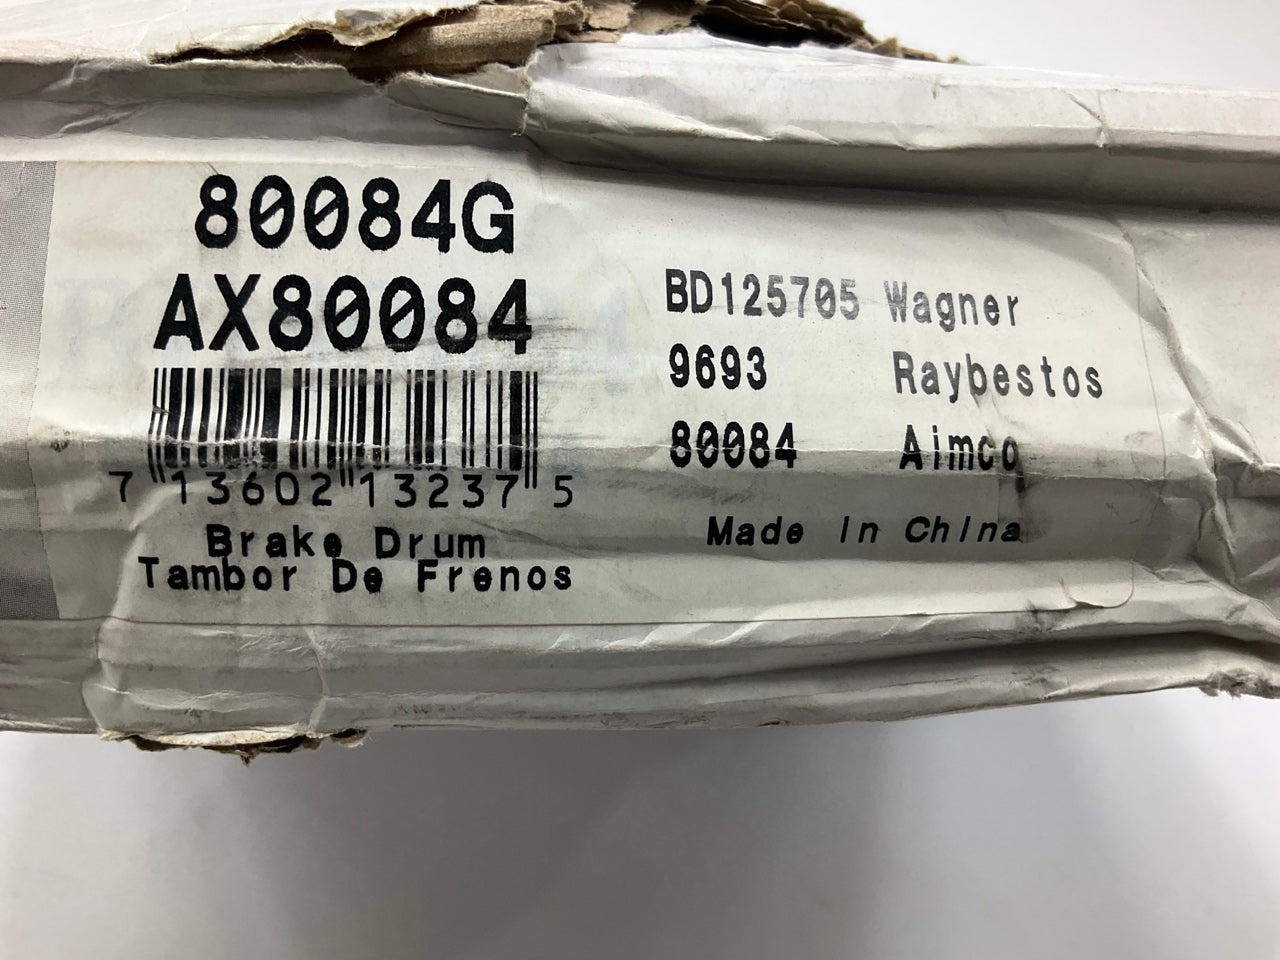 80084G
AX80084
7 13602 13237 5
Brake Drum
Tambor De Frenos
BD125705 Wagner
9693 Raybestos
80084 Aimco
Made In China